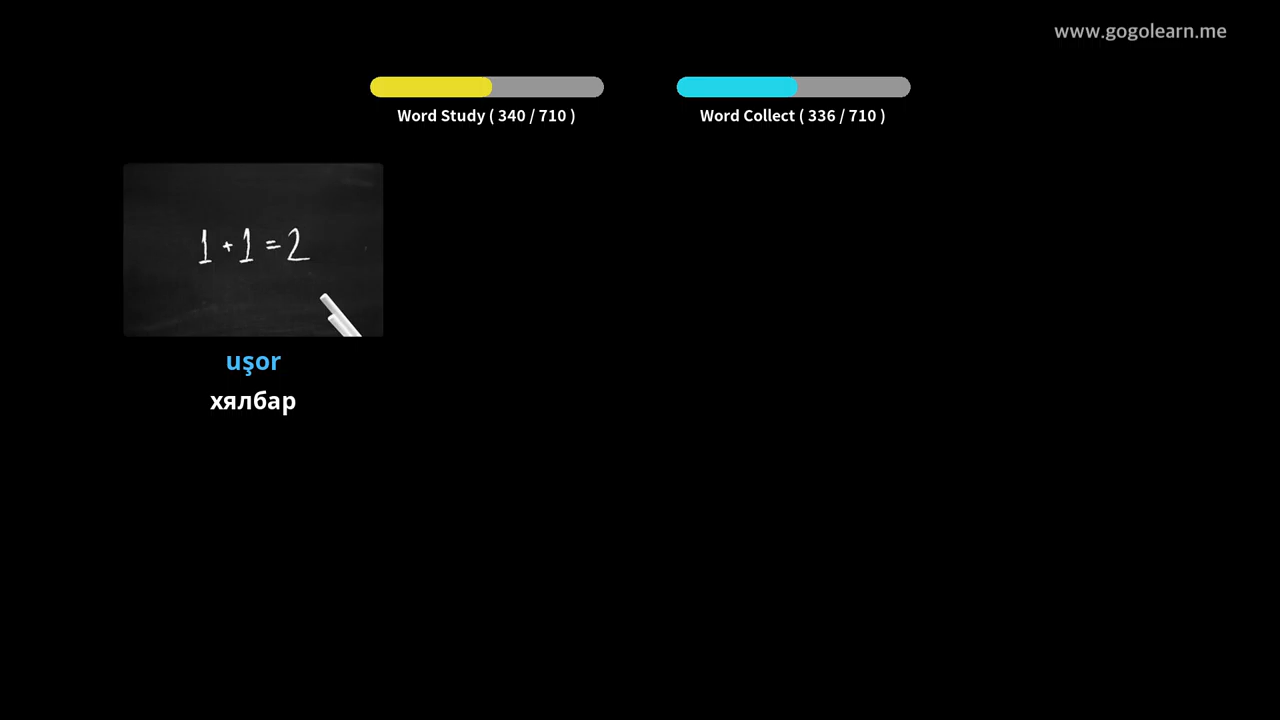 www.gogolearn.me
Word Study ( 340 / 710 )
Word Collect ( 336 / 710 )
1 + 1 = 2
uşor
хялбар